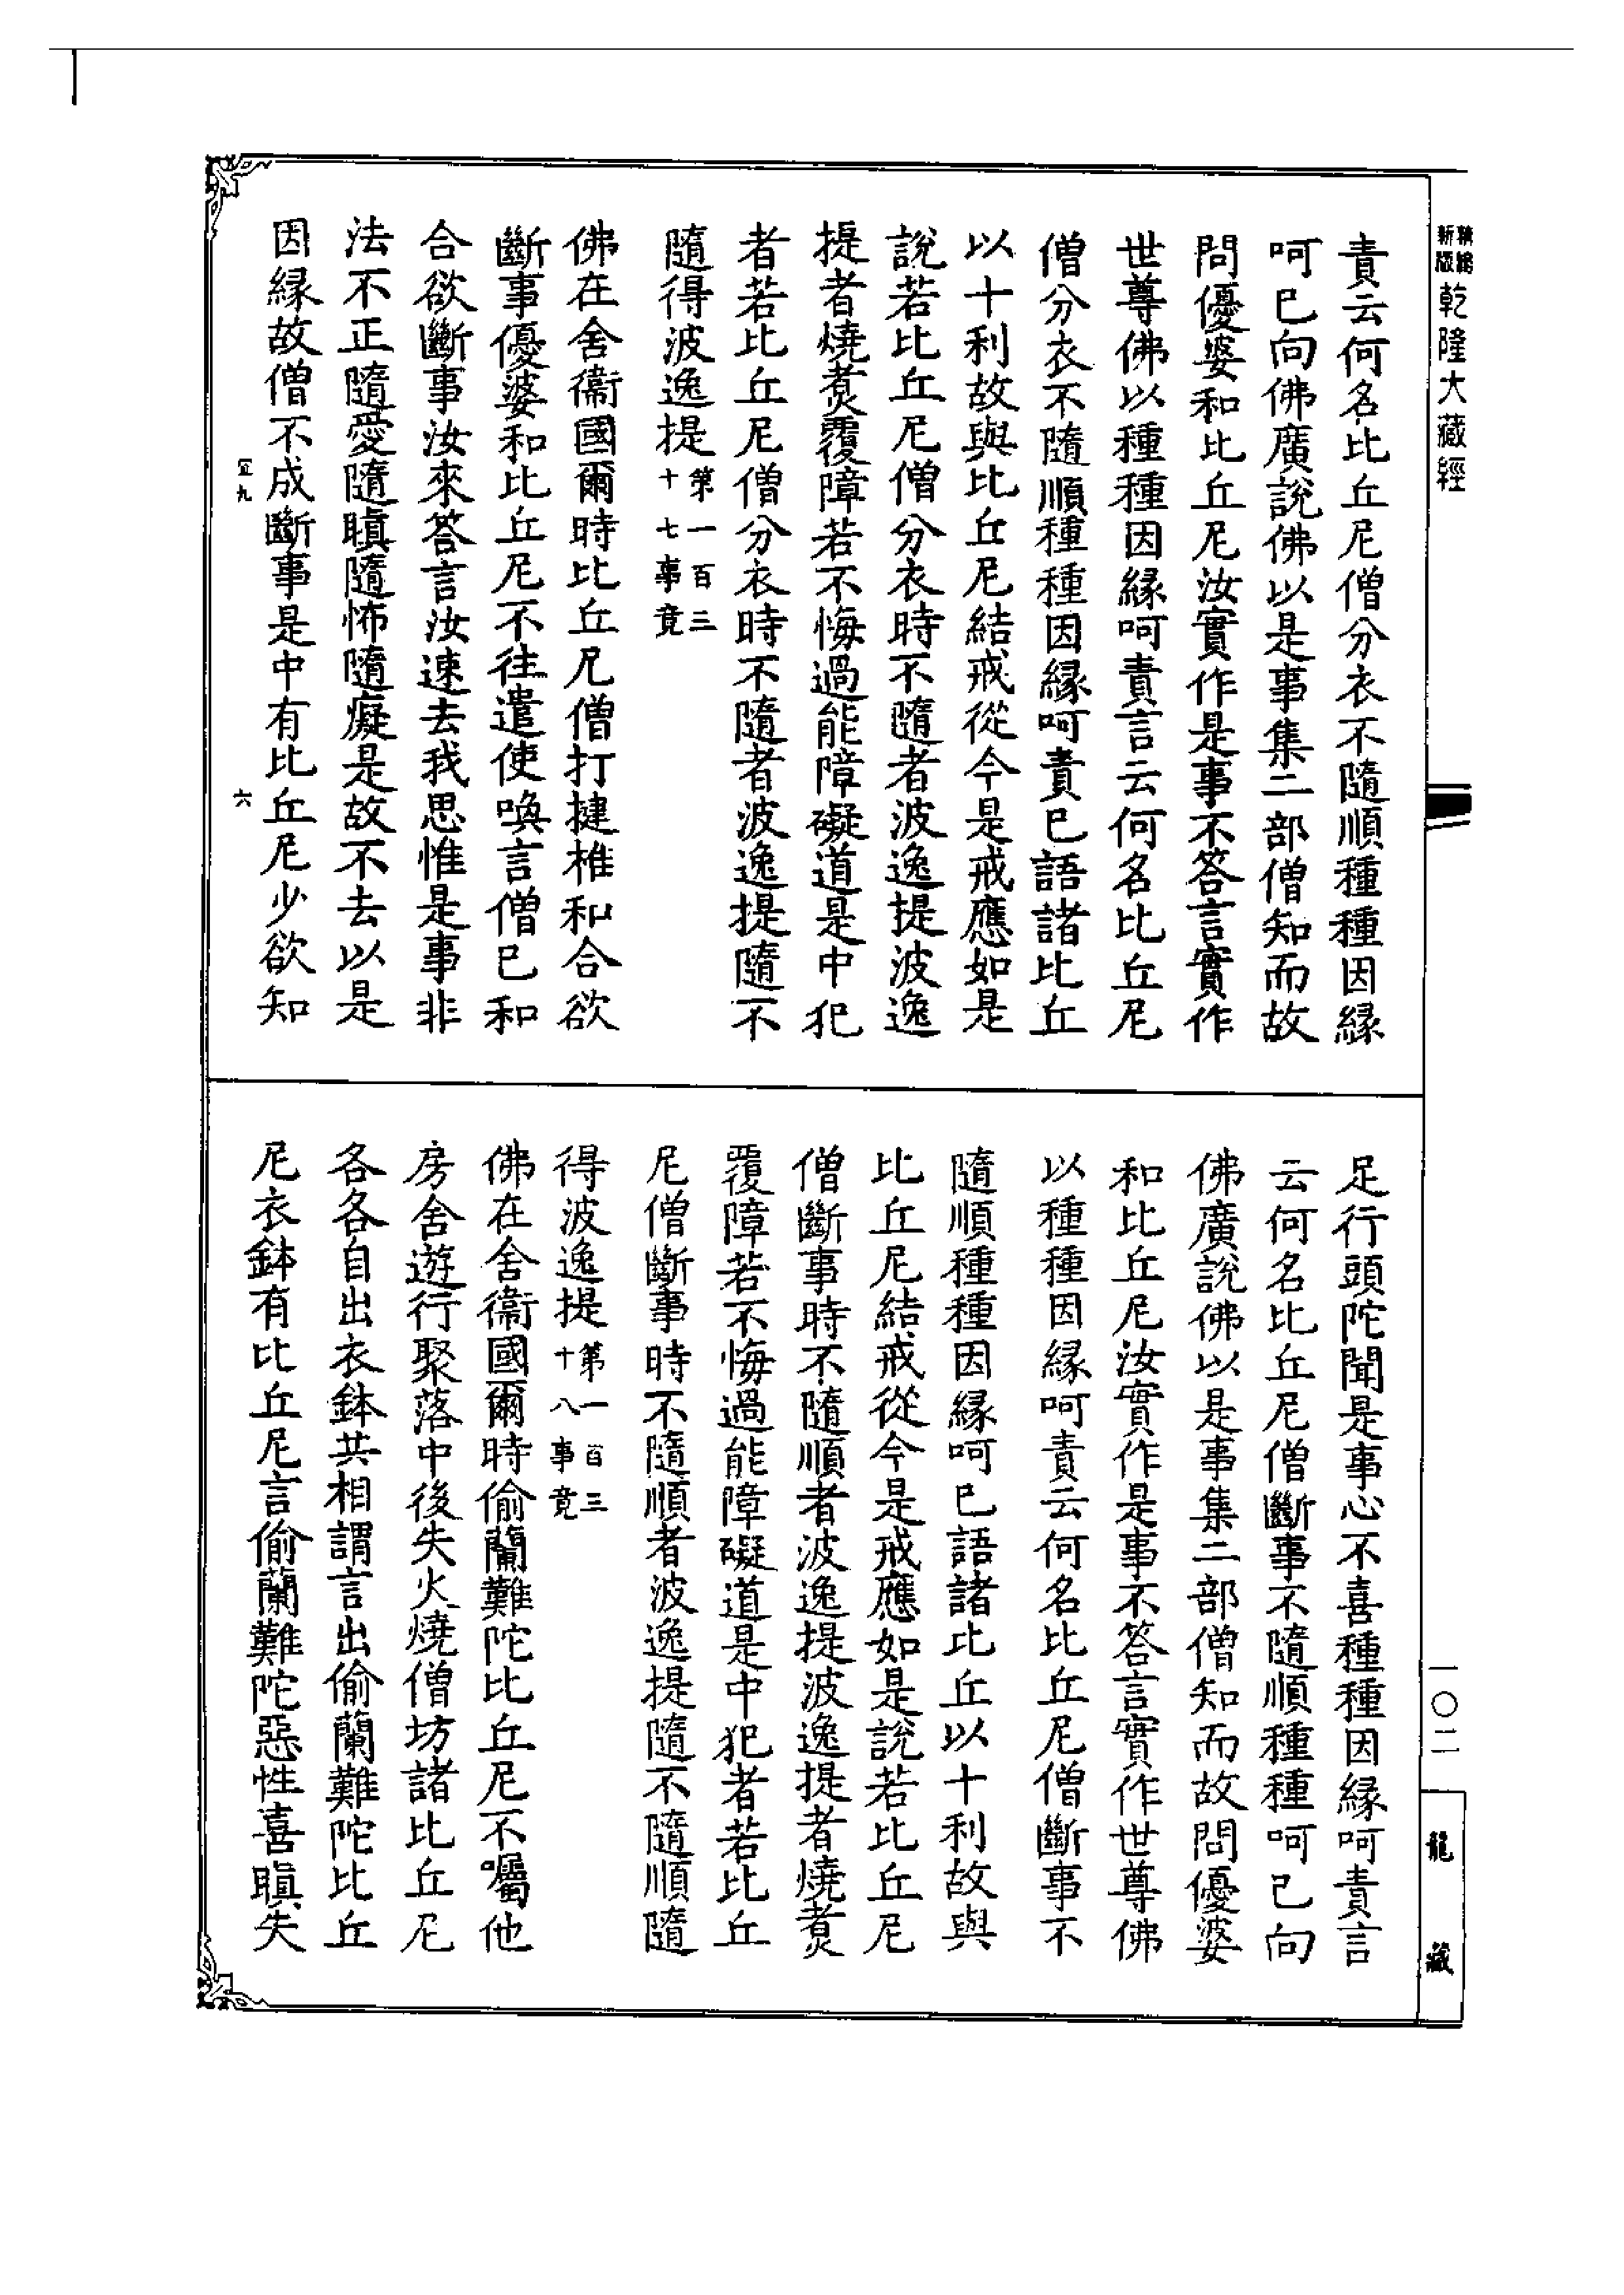 新編
新版
乾隆大藏經
責云何名比丘尼僧分衣不隨順種種因緣
呵已向佛廣說佛以是事集二部僧知而故
問優婆和比丘尼汝實作是事不答言實作
世尊佛以種種因緣呵責言云何名比丘尼
僧分衣不隨順種種因緣呵責已語諸比丘
以十利故與比丘尼結戒從今是戒應如是
說若比丘尼僧分衣時不隨者波逸提波逸
提者燒煑覆障若不悔過能障礙道是中犯
者若比丘尼僧分衣時不隨者波逸提隨不
隨得波逸提第一百三十七事竟
佛在舍衞國爾時比丘尼僧打揵椎和合欲
斷事優婆和比丘尼不往遣使喚言僧已和
合欲斷事汝來答言汝速去我思惟是事非
法不正隨愛隨瞋隨怖隨癡是故不去以是
因緣故僧不成斷事是中有比丘尼少欲知
六
足行頭陀聞是事心不喜種種因緣呵責言
云何名比丘尼僧斷事不隨順種種呵已向
佛廣說佛以是事集二部僧知而故問優婆
和比丘尼汝實作是事不答言實作世尊佛
以種種因緣呵責云何名比丘尼僧斷事不
隨順種種因緣呵已語諸比丘以十利故與
比丘尼結戒從今是戒應如是說若比丘尼
僧斷事時不隨順者波逸提波逸提者燒煑
覆障若不悔過能障礙道是中犯者若比丘
尼僧斷事時不隨順者波逸提隨不隨順隨
得波逸提第一百三十八事竟
佛在舍衞國爾時偷蘭難陀比丘尼不囑他
房舍遊行聚落中後失火燒僧坊諸比丘尼
各各自出衣鉢共相謂言出偷蘭難陀比丘
尼衣鉢有比丘尼言偷蘭難陀惡性喜瞋失
一〇二
龍藏